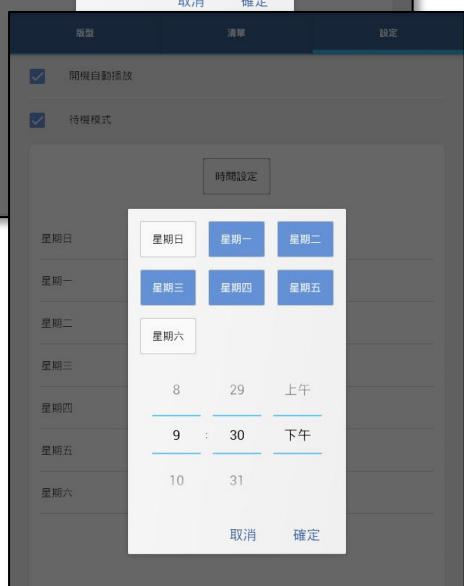 取消 確定
版型 清單 設定
開機自動播放
待機模式
時間設定
星期日
星期一
星期二
星期三
星期四
星期五
星期六
星期日 星期一 星期二
星期三 星期四 星期五
星期六
8 29 上午
9 : 30 下午
10 31
取消 確定